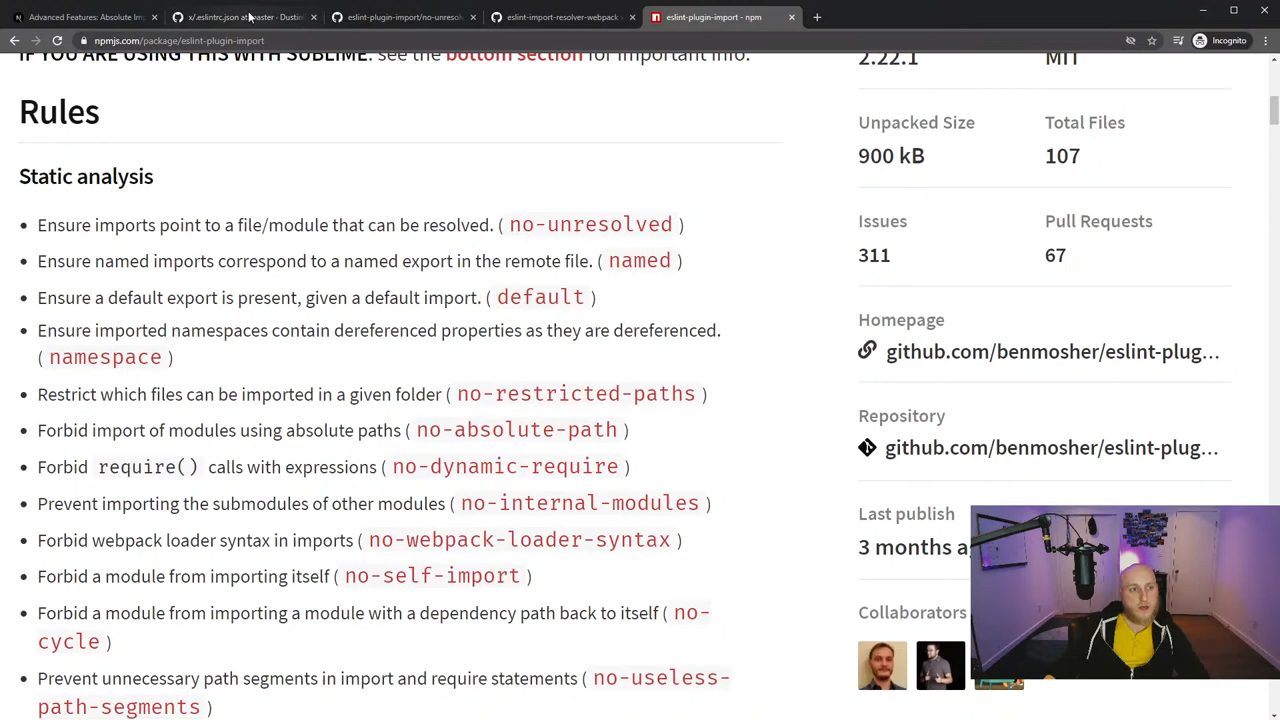 Advanced Features: Absolute Im
x/.eslintrc.json at master · Dustin
eslint-plugin-import/no-unresolv
eslint-import-resolver-webpack
eslint-plugin-import - npm
npmjs.com/package/eslint-plugin-import
Incognito
IF YOU ARE USING THIS WITH SUBLIME: see the bottom section for important info.
Rules
Static analysis
Ensure imports point to a file/module that can be resolved. ( no-unresolved )
Ensure named imports correspond to a named export in the remote file. ( named )
Ensure a default export is present, given a default import. ( default )
Ensure imported namespaces contain dereferenced properties as they are dereferenced.
( namespace )
Restrict which files can be imported in a given folder ( no-restricted-paths )
Forbid import of modules using absolute paths ( no-absolute-path )
Forbid require() calls with expressions ( no-dynamic-require )
Prevent importing the submodules of other modules ( no-internal-modules )
Forbid webpack loader syntax in imports ( no-webpack-loader-syntax )
Forbid a module from importing itself ( no-self-import )
Forbid a module from importing a module with a dependency path back to itself ( no-
cycle )
Prevent unnecessary path segments in import and require statements ( no-useless-
path-segments )
2.22.1 MIT
Unpacked Size Total Files
900 kB 107
Issues Pull Requests
311 67
Homepage
github.com/benmosher/eslint-plug...
Repository
github.com/benmosher/eslint-plug...
Last publish
3 months a
Collaborators